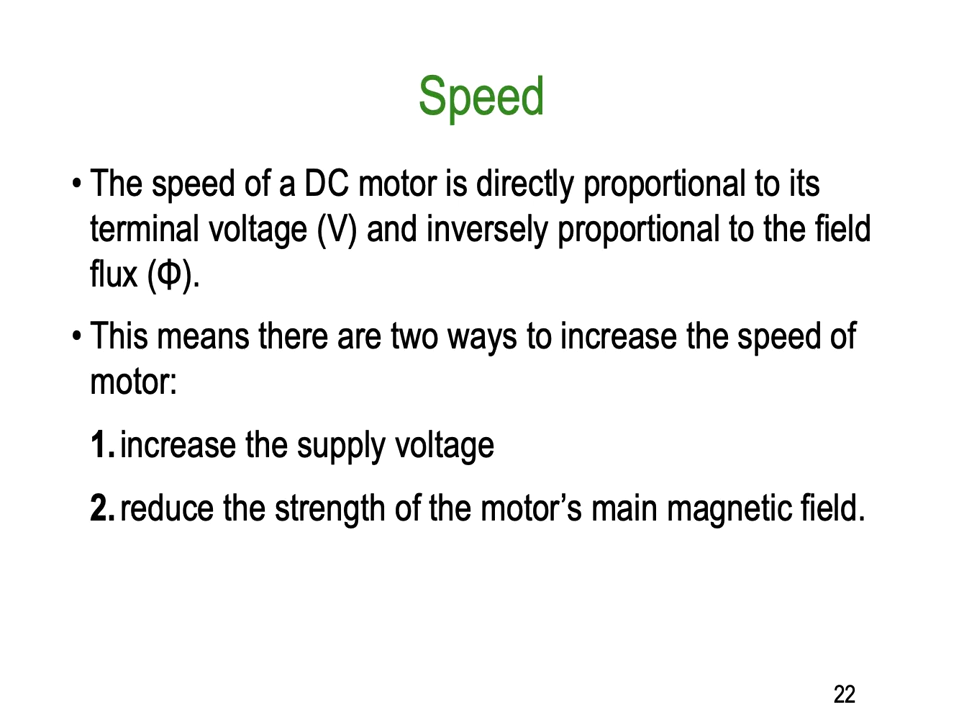 Speed
• The speed of a DC motor is directly proportional to its
terminal voltage (V) and inversely proportional to the field
flux (Φ).
• This means there are two ways to increase the speed of
motor:
1. increase the supply voltage
2. reduce the strength of the motor’s main magnetic field.
22